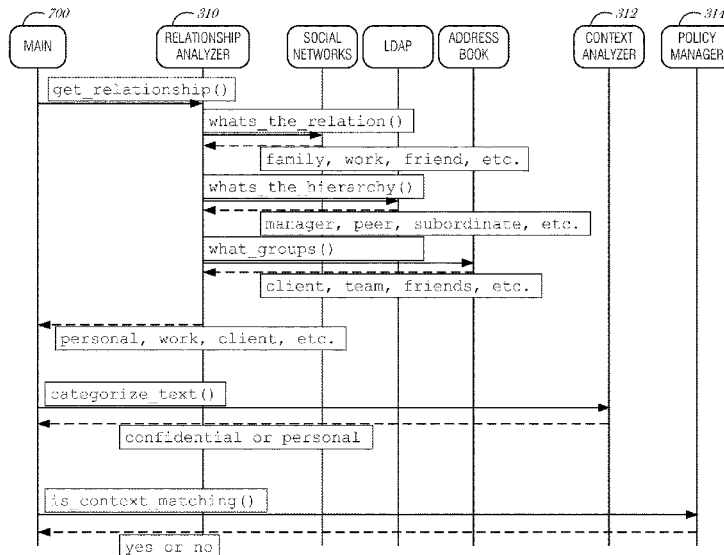 700
310
312
314
MAIN
RELATIONSHIP
ANALYZER
SOCIAL
NETWORKS
LDAP
ADDRESS
BOOK
CONTEXT
ANALYZER
POLICY
MANAGER
get_relationship()
whats_the_relation()
family, work, friend, etc.
whats_the_hierarchy()
manager, peer, subordinate, etc.
what_groups()
client, team, friends, etc.
personal, work, client, etc.
categorize_text()
confidential or personal
is_context_matching()
yes or no